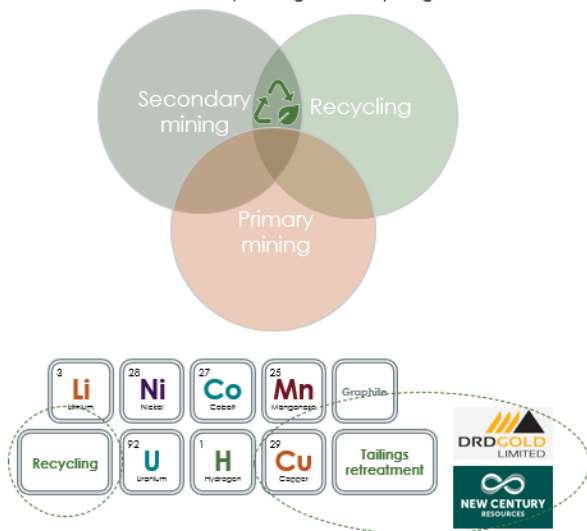 Secondary
mining
Recycling
Primary
mining
3
Li
Lithium
28
Ni
Nickel
27
Co
Cobalt
25
Mn
Manganese
Graphite
Recycling
92
U
Uranium
1
H
Hydrogen
29
Cu
Copper
Tailings
retreatment
DRDGOLD
LIMITED
NEW CENTURY
RESOURCES